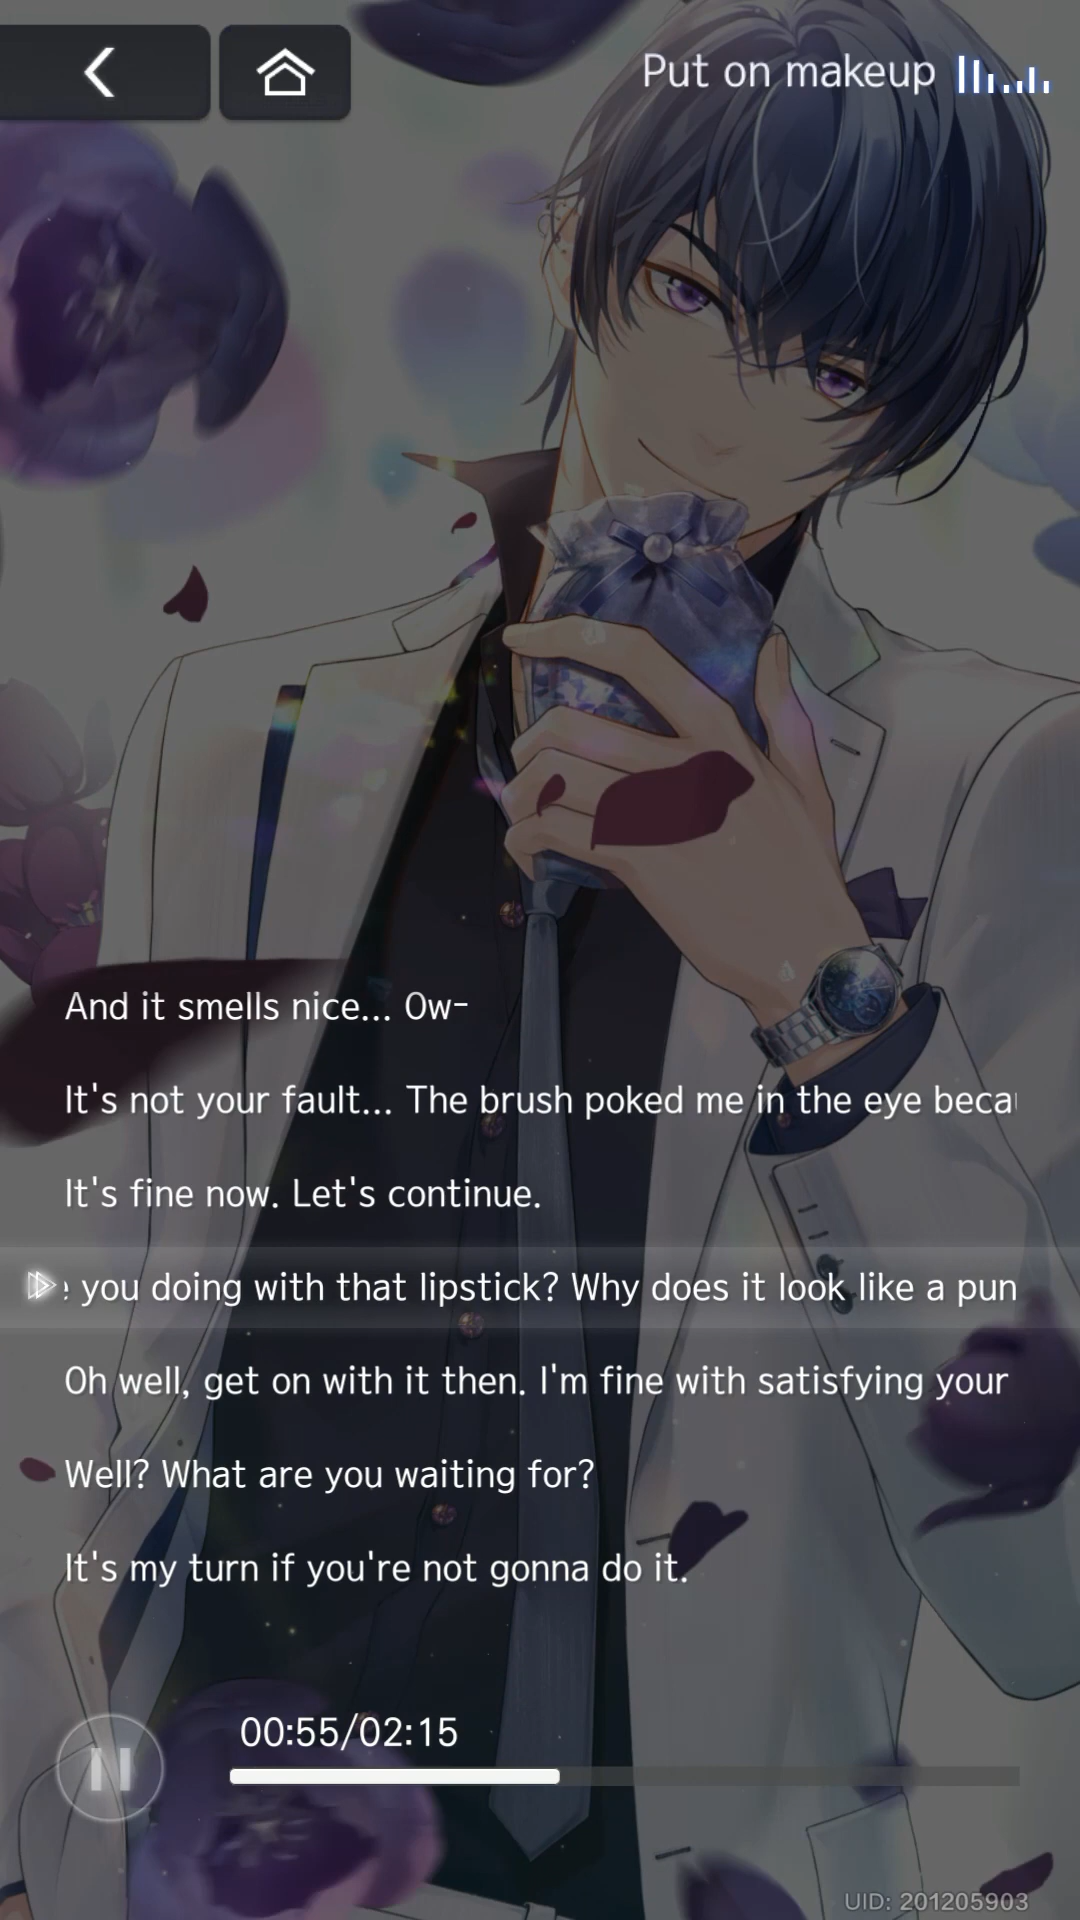 Put on makeup
And it smells nice... Ow-
It's not your fault... The brush poked me in the eye
It's fine now. Let's continue.
you doing with that lipstick? Why does it look like a pun
Oh well, get on with it then. I'm fine with satisfying your
Well? What are you waiting for?
It's my turn if you're not gonna do it.
00:55/02:15
UID: 201205903